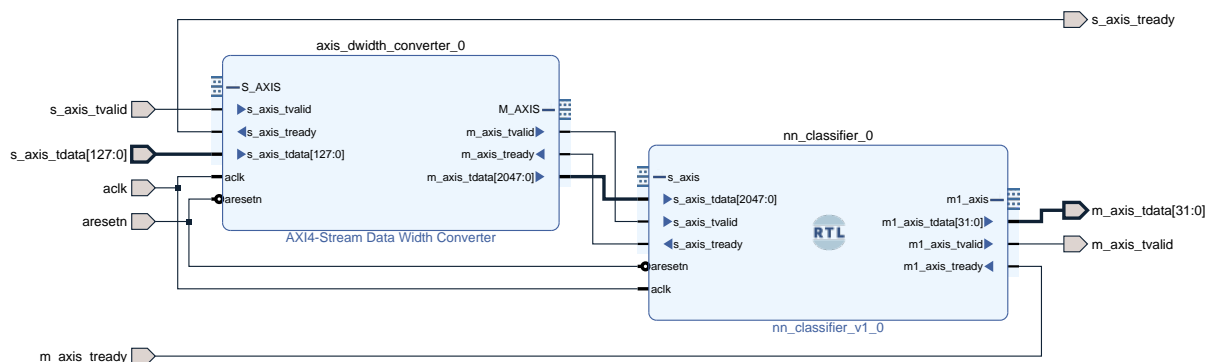 s_axis_tready
axis_dwidth_converter_0
S_AXIS
s_axis_tvalid
s_axis_tvalid
M_AXIS
s_axis_tready
m_axis_tvalid
nn_classifier_0
s_axis_tdata[127:0]
s_axis_tdata[127:0]
m_axis_tready
aclk
aclk
m_axis_tdata[2047:0]
s_axis
aresetn
aresetn
s_axis_tdata[2047:0]
m1_axis
s_axis_tvalid
m1_axis_tdata[31:0]
m_axis_tdata[31:0]
AXI4-Stream Data Width Converter
s_axis_tready
RTL
m1_axis_tvalid
m_axis_tvalid
aresetn
m1_axis_tready
aclk
nn_classifier_v1_0
m_axis_tready